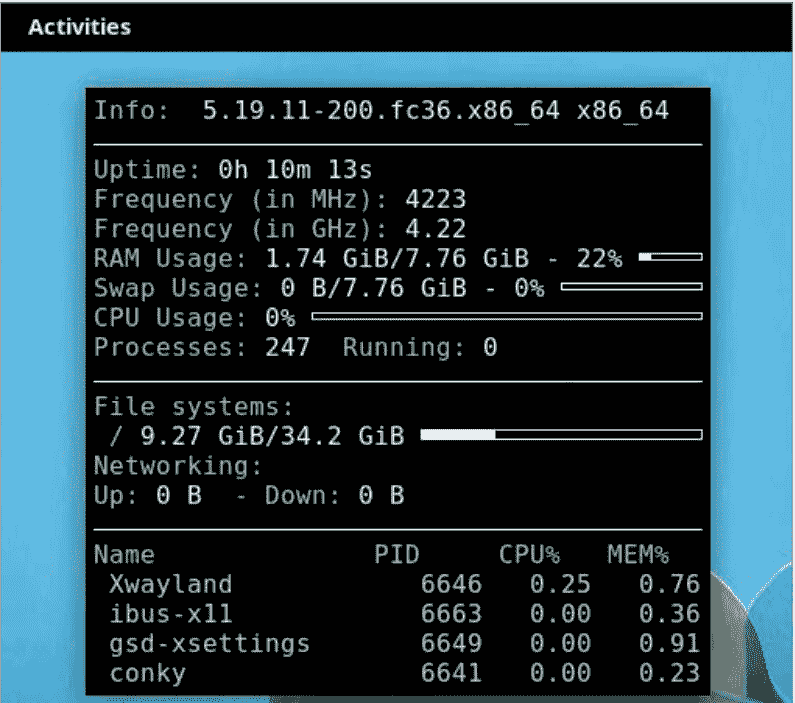 Activities
Info: 5.19.11-200.fc36.x86_64 x86_64
Uptime: 0h 10m 13s
Frequency (in MHz): 4223
Frequency (in GHz): 4.22
RAM Usage: 1.74 GiB/7.76 GiB - 22%
Swap Usage: 0 B/7.76 GiB - 0%
CPU Usage: 0%
Processes: 247 Running: 0
File systems:
/ 9.27 GiB/34.2 GiB
Networking:
Up: 0 B - Down: 0 B
Name PID CPU% MEM%
Xwayland 6646 0.25 0.76
ibus-x11 6663 0.00 0.36
gsd-xsettings 6649 0.00 0.91
conky 6641 0.00 0.23